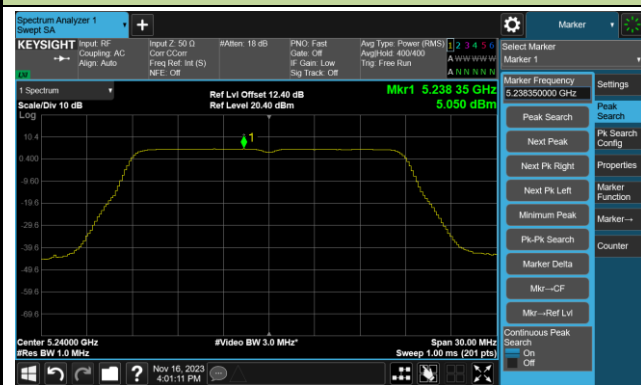 Spectrum Analyzer 1
Swept SA
+
Marker
KEYSIGHT
Input: RF
Coupling: AC
Align: Auto
Input Z: 50 Ω
Corr CCorr
Freq Ref: Int (S)
NFE: Off
#Atten: 18 dB
PNO: Fast
Gate: Off
IF Gain: Low
Sig Track: Off
Avg Type: Power (RMS)
Avg|Hold: 400/400
Trig: Free Run
1 2 3 4 5 6
A W W W W W
A N N N N N
Select Marker
Marker 1
1 Spectrum
Scale/Div 10 dB
Log
Ref Lvl Offset 12.40 dB
Ref Level 20.40 dBm
Mkr1 5.238 35 GHz
5.050 dBm
1
10.4
0.400
-9.60
-19.6
-29.6
-39.6
-49.6
-59.6
-69.6
Center 5.24000 GHz
#Res BW 1.0 MHz
#Video BW 3.0 MHz*
Span 30.00 MHz
Sweep 1.00 ms (201 pts)
Marker Frequency
5.238350000 GHz
Peak Search
Next Peak
Next Pk Right
Next Pk Left
Minimum Peak
Pk-Pk Search
Marker Delta
Mkr→CF
Mkr→Ref Lvl
Continuous Peak
Search
On
Off
Settings
Peak
Search
Pk Search
Config
Properties
Marker
Function
Marker→
Counter
?
Nov 16, 2023
4:01:11 PM